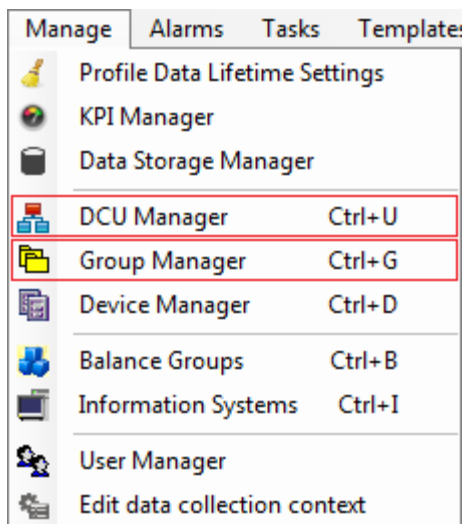 Manage Alarms Tasks Templates
Profile Data Lifetime Settings
KPI Manager
Data Storage Manager
DCU Manager Ctrl+U
Group Manager Ctrl+G
Device Manager Ctrl+D
Balance Groups Ctrl+B
Information Systems Ctrl+I
User Manager
Edit data collection context